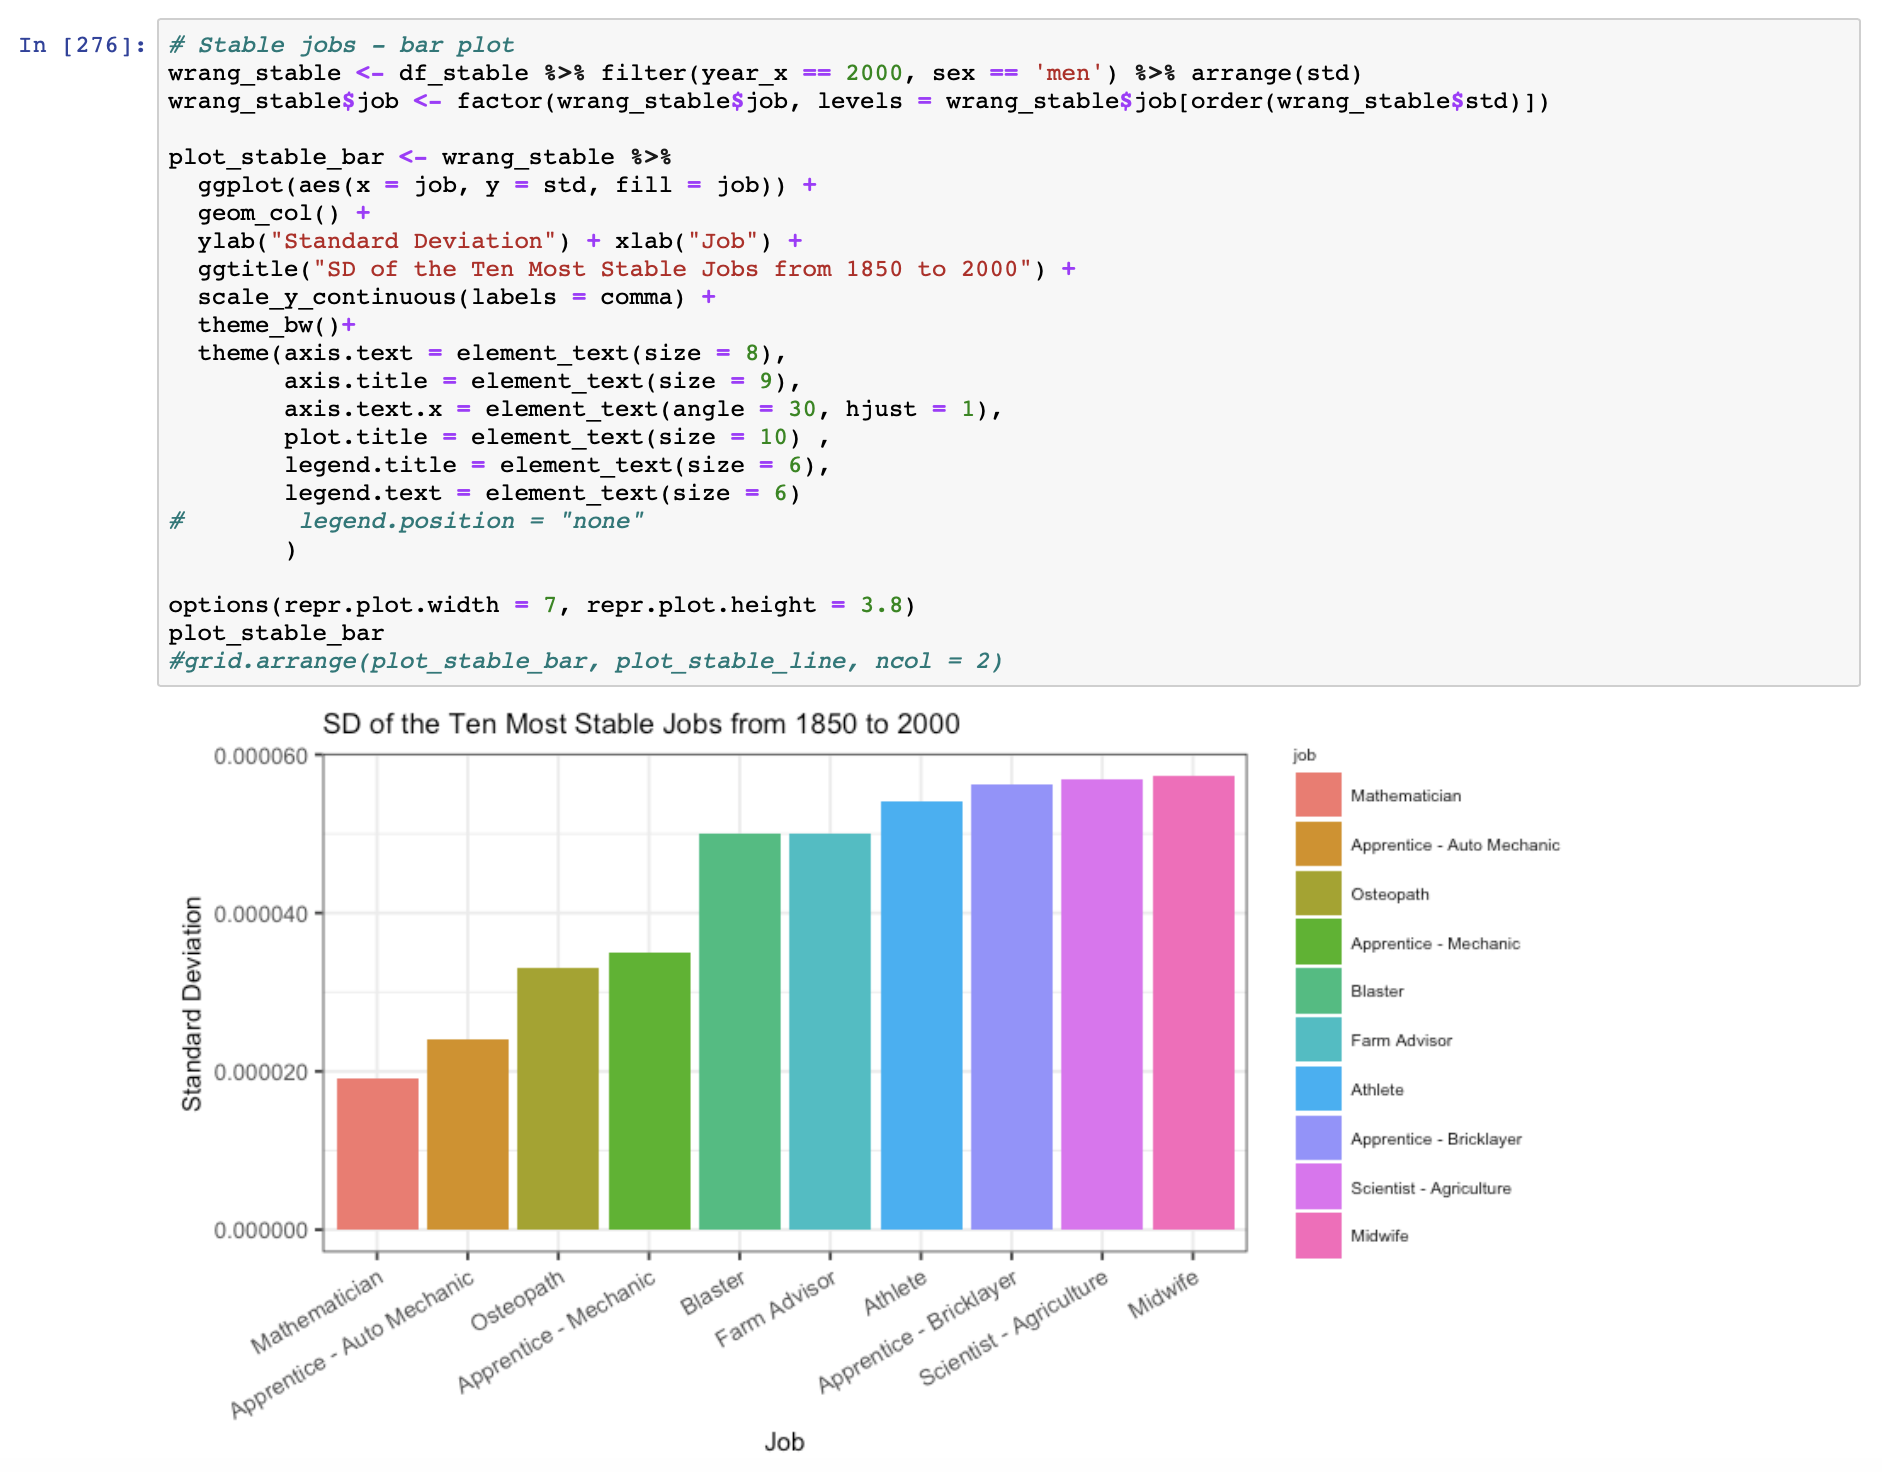 In [276]:
# Stable jobs - bar plot
wrang_stable <- df_stable %>% filter(year_x == 2000, sex == 'men') %>% arrange(std)
wrang_stable$job <- factor(wrang_stable$job, levels = wrang_stable$job[order(wrang_stable$std)])
plot_stable_bar <- wrang_stable %>%
  ggplot(aes(x = job, y = std, fill = job)) +
  geom_col() +
  ylab("Standard Deviation") + xlab("Job") +
  ggtitle("SD of the Ten Most Stable Jobs from 1850 to 2000") +
  scale_y_continuous(labels = comma) +
  theme_bw()+
  theme(axis.text = element_text(size = 8),
        axis.title = element_text(size = 9),
        axis.text.x = element_text(angle = 30, hjust = 1),
        plot.title = element_text(size = 10) ,
        legend.title = element_text(size = 6),
        legend.text = element_text(size = 6)
#        legend.position = "none"
        )
options(repr.plot.width = 7, repr.plot.height = 3.8)
plot_stable_bar
#grid.arrange(plot_stable_bar, plot_stable_line, ncol = 2)
SD of the Ten Most Stable Jobs from 1850 to 2000
Standard Deviation
0.000060
0.000040
0.000020
0.000000
Mathematician
Apprentice - Auto Mechanic
Osteopath
Apprentice - Mechanic
Blaster
Farm Advisor
Athlete
Apprentice - Bricklayer
Scientist - Agriculture
Midwife
Job
job
Mathematician
Apprentice - Auto Mechanic
Osteopath
Apprentice - Mechanic
Blaster
Farm Advisor
Athlete
Apprentice - Bricklayer
Scientist - Agriculture
Midwife